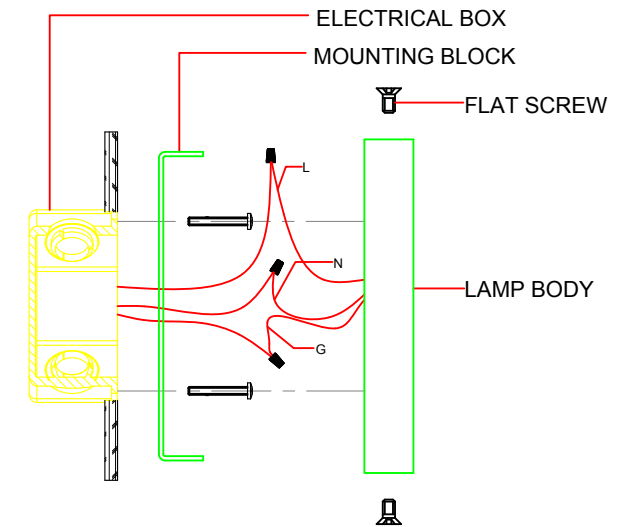 ELECTRICAL BOX
MOUNTING BLOCK
FLAT SCREW
L
N
LAMP BODY
G